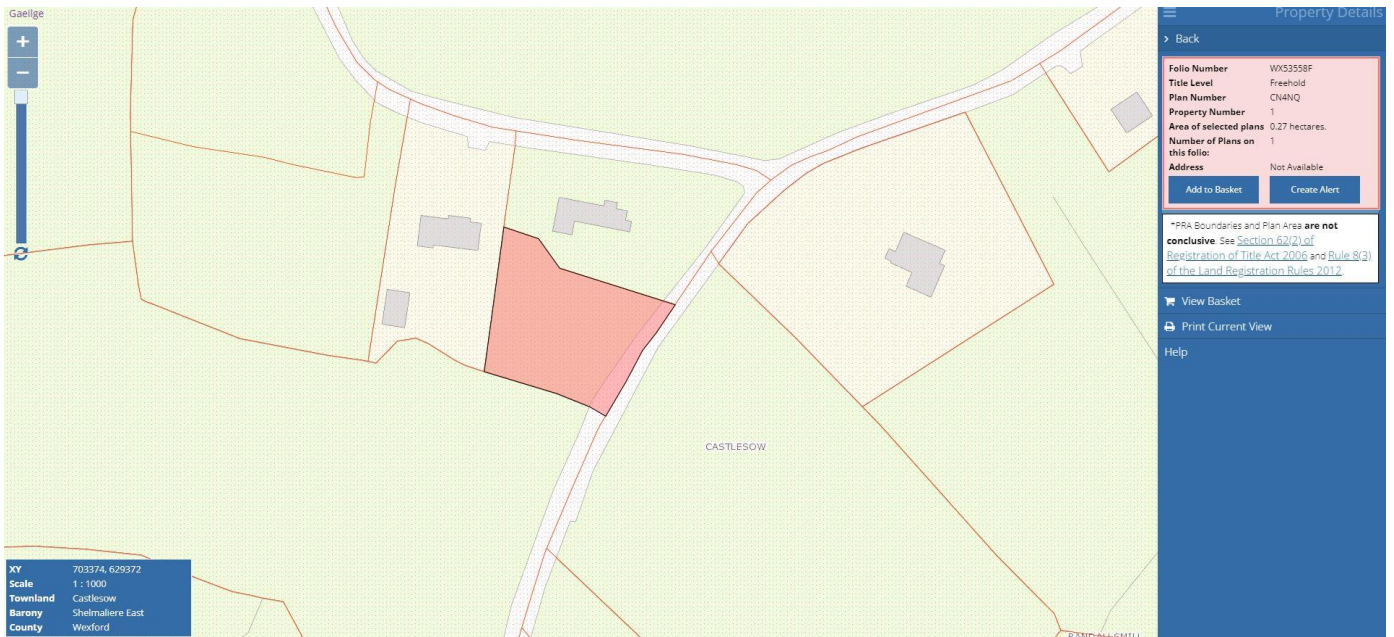 Gaeilge
+
−
CASTLESOW
RANDALLSMILL
XY 703374, 629372
Scale 1 : 1000
Townland Castlesow
Barony Shelmaliere East
County Wexford
Property Details
Back
Folio Number WX53558F
Title Level Freehold
Plan Number CN4NQ
Property Number 1
Area of selected plans 0.27 hectares.
Number of Plans on 1
this folio:
Address Not Available
Add to Basket Create Alert
*PRA Boundaries and Plan Area are not
conclusive. See Section 62(2) of
Registration of Title Act 2006 and Rule 8(3)
of the Land Registration Rules 2012.
View Basket
Print Current View
Help